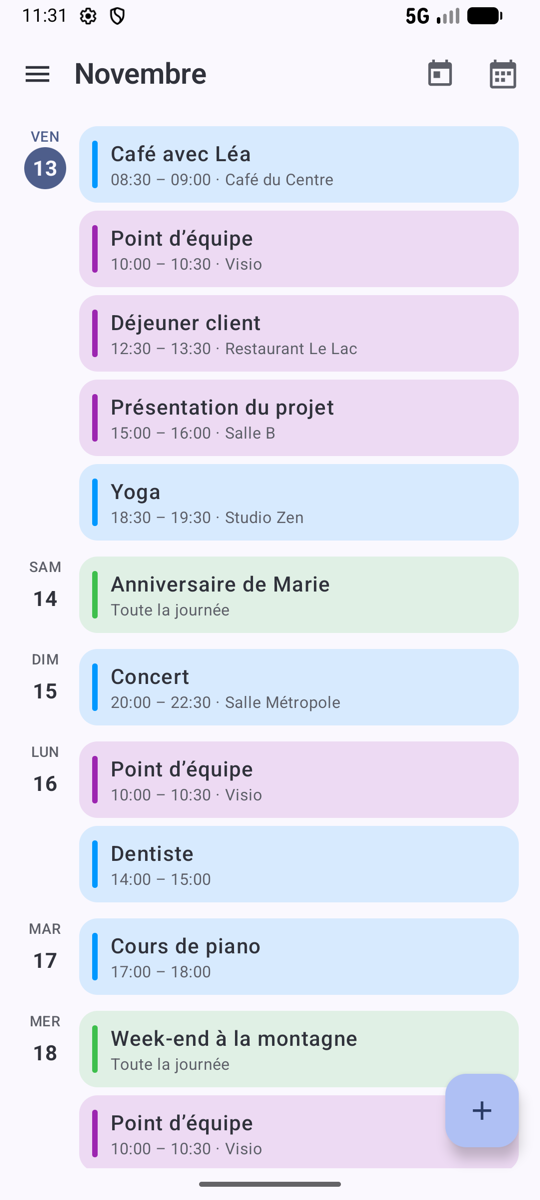 11:31
5G
Novembre
VEN
13
Café avec Léa
08:30 – 09:00 · Café du Centre
Point d’équipe
10:00 – 10:30 · Visio
Déjeuner client
12:30 – 13:30 · Restaurant Le Lac
Présentation du projet
15:00 – 16:00 · Salle B
Yoga
18:30 – 19:30 · Studio Zen
SAM
14
Anniversaire de Marie
Toute la journée
DIM
15
Concert
20:00 – 22:30 · Salle Métropole
LUN
16
Point d’équipe
10:00 – 10:30 · Visio
Dentiste
14:00 – 15:00
MAR
17
Cours de piano
17:00 – 18:00
MER
18
Week-end à la montagne
Toute la journée
Point d’équipe
10:00 – 10:30 · Visio